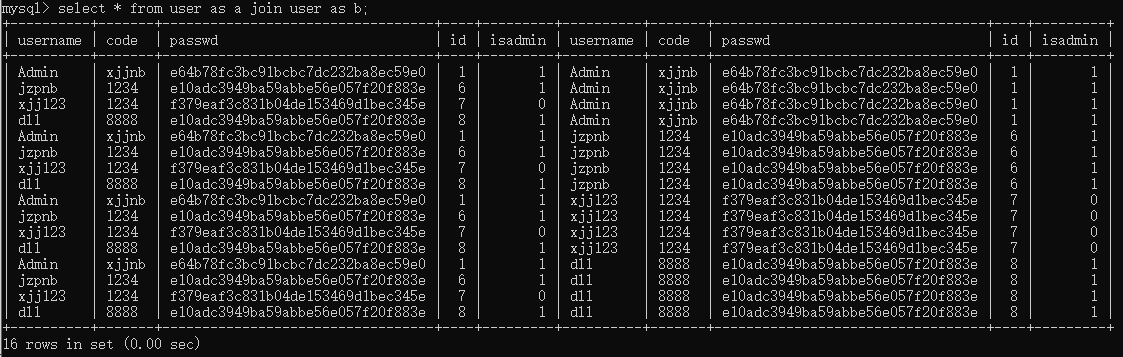 mysql> select * from user as a join user as b;
| username | code | passwd | id | isadmin | username | code | passwd | id | isadmin |
| Admin | xjjnb | e64b78fc3bc91bcbc7dc232ba8ec59e0 | 1 | 1 | Admin | xjjnb | e64b78fc3bc91bcbc7dc232ba8ec59e0 | 1 | 1 |
| jzpnb | 1234 | e10adc3949ba59abbe56e057f20f883e | 6 | 1 | Admin | xjjnb | e64b78fc3bc91bcbc7dc232ba8ec59e0 | 1 | 1 |
| xjj123 | 1234 | f379eaf3c831b04de153469d1bec345e | 7 | 0 | Admin | xjjnb | e64b78fc3bc91bcbc7dc232ba8ec59e0 | 1 | 1 |
| dll | 8888 | e10adc3949ba59abbe56e057f20f883e | 8 | 1 | Admin | xjjnb | e64b78fc3bc91bcbc7dc232ba8ec59e0 | 1 | 1 |
| Admin | xjjnb | e64b78fc3bc91bcbc7dc232ba8ec59e0 | 1 | 1 | jzpnb | 1234 | e10adc3949ba59abbe56e057f20f883e | 6 | 1 |
| jzpnb | 1234 | e10adc3949ba59abbe56e057f20f883e | 6 | 1 | jzpnb | 1234 | e10adc3949ba59abbe56e057f20f883e | 6 | 1 |
| xjj123 | 1234 | f379eaf3c831b04de153469d1bec345e | 7 | 0 | jzpnb | 1234 | e10adc3949ba59abbe56e057f20f883e | 6 | 1 |
| dll | 8888 | e10adc3949ba59abbe56e057f20f883e | 8 | 1 | jzpnb | 1234 | e10adc3949ba59abbe56e057f20f883e | 6 | 1 |
| Admin | xjjnb | e64b78fc3bc91bcbc7dc232ba8ec59e0 | 1 | 1 | xjj123 | 1234 | f379eaf3c831b04de153469d1bec345e | 7 | 0 |
| jzpnb | 1234 | e10adc3949ba59abbe56e057f20f883e | 6 | 1 | xjj123 | 1234 | f379eaf3c831b04de153469d1bec345e | 7 | 0 |
| xjj123 | 1234 | f379eaf3c831b04de153469d1bec345e | 7 | 0 | xjj123 | 1234 | f379eaf3c831b04de153469d1bec345e | 7 | 0 |
| dll | 8888 | e10adc3949ba59abbe56e057f20f883e | 8 | 1 | xjj123 | 1234 | f379eaf3c831b04de153469d1bec345e | 7 | 0 |
| Admin | xjjnb | e64b78fc3bc91bcbc7dc232ba8ec59e0 | 1 | 1 | dll | 8888 | e10adc3949ba59abbe56e057f20f883e | 8 | 1 |
| jzpnb | 1234 | e10adc3949ba59abbe56e057f20f883e | 6 | 1 | dll | 8888 | e10adc3949ba59abbe56e057f20f883e | 8 | 1 |
| xjj123 | 1234 | f379eaf3c831b04de153469d1bec345e | 7 | 0 | dll | 8888 | e10adc3949ba59abbe56e057f20f883e | 8 | 1 |
| dll | 8888 | e10adc3949ba59abbe56e057f20f883e | 8 | 1 | dll | 8888 | e10adc3949ba59abbe56e057f20f883e | 8 | 1 |
16 rows in set (0.00 sec)